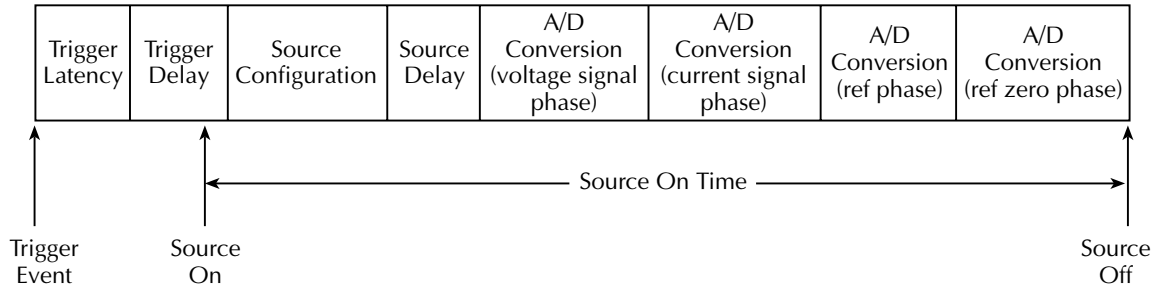 Trigger
Latency
Trigger
Delay
Source
Configuration
Source
Delay
A/D
Conversion
(voltage signal
phase)
A/D
Conversion
(current signal
phase)
A/D
Conversion
(ref phase)
A/D
Conversion
(ref zero phase)
Source On Time
Trigger
Event
Source
On
Source
Off